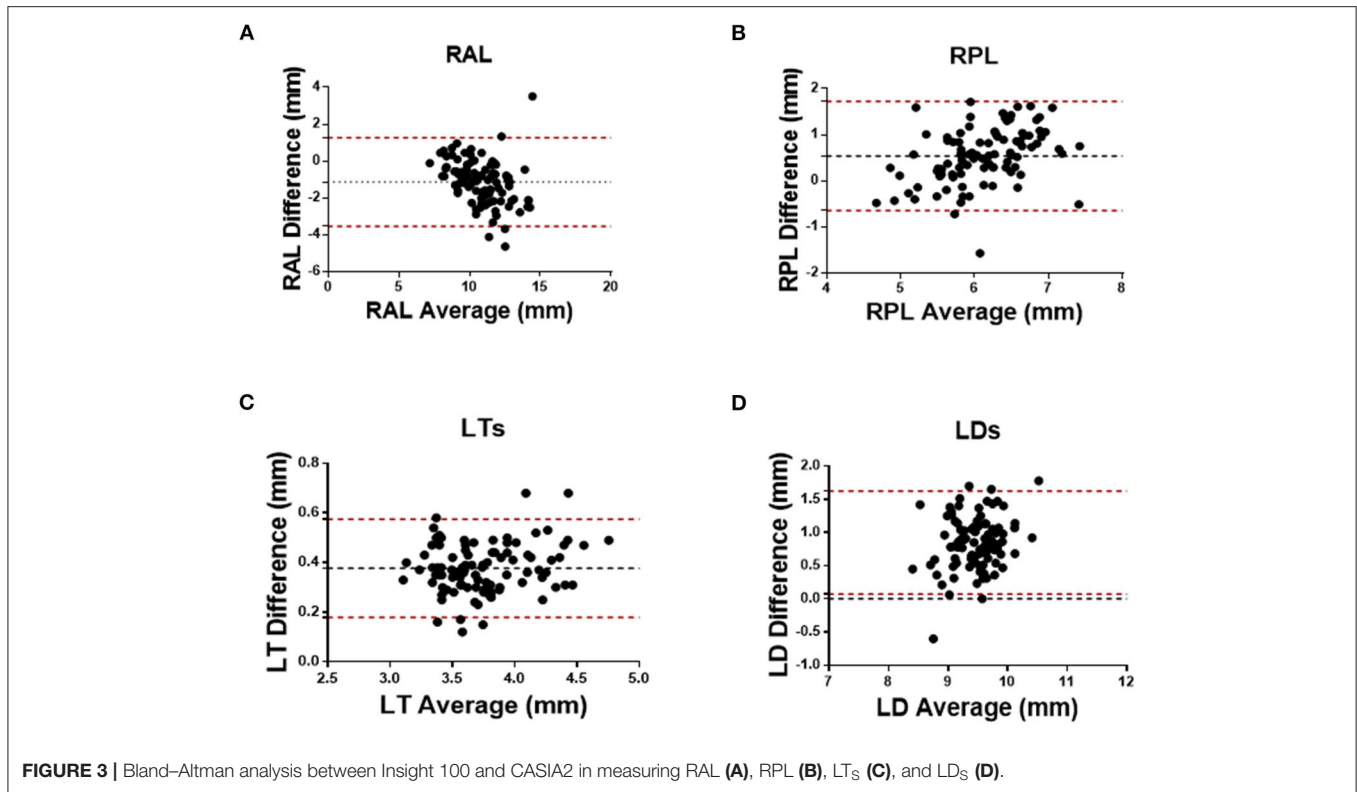 A
RAL
RAL Difference (mm)
4
2
0
-2
-4
-6
0
5
10
15
20
RAL Average (mm)
B
RPL
RPL Difference (mm)
2
1
0
-1
-2
4
5
6
7
8
RPL Average (mm)
C
LTs
LT Difference (mm)
0.8
0.6
0.4
0.2
0.0
2.5
3.0
3.5
4.0
4.5
5.0
LT Average (mm)
D
LDs
LD Difference (mm)
2.0
1.5
1.0
0.5
0.0
-0.5
-1.0
7
8
9
10
11
12
LD Average (mm)
FIGURE 3 | Bland–Altman analysis between Insight 100 and CASIA2 in measuring RAL (A), RPL (B), LTS (C), and LDS (D).